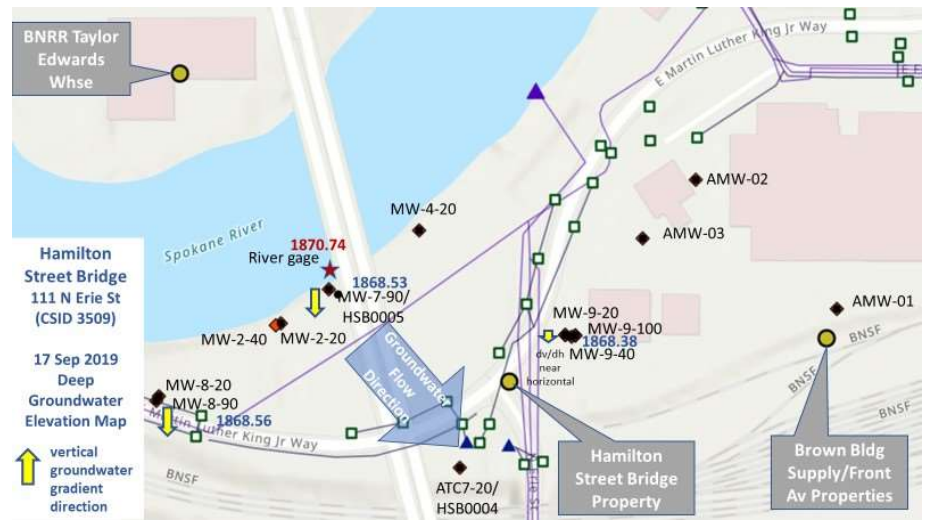 BNRR Taylor
Edwards
Whse
E Martin Luther King Jr Way
AMW-02
MW-4-20
AMW-03
Spokane River
1870.74
River gage
1868.53
MW-7-90/
HSB0005
Hamilton
Street Bridge
111 N Erie St
(CSID 3509)
AMW-01
MW-9-20
MW-9-100
1868.38
MW-9-40
MW-2-40
MW-2-20
Groundwater
Flow
Direction
dv/dh
near
horizontal
BNSF
BNSF
BNSF
17 Sep 2019
Deep
Groundwater
Elevation Map
MW-8-20
MW-8-90
1868.56
Martin Luther King Jr Way
vertical
groundwater
gradient
direction
BNSF
ATC7-20/
HSB0004
Hamilton
Street Bridge
Property
Brown Bldg
Supply/Front
Av Properties